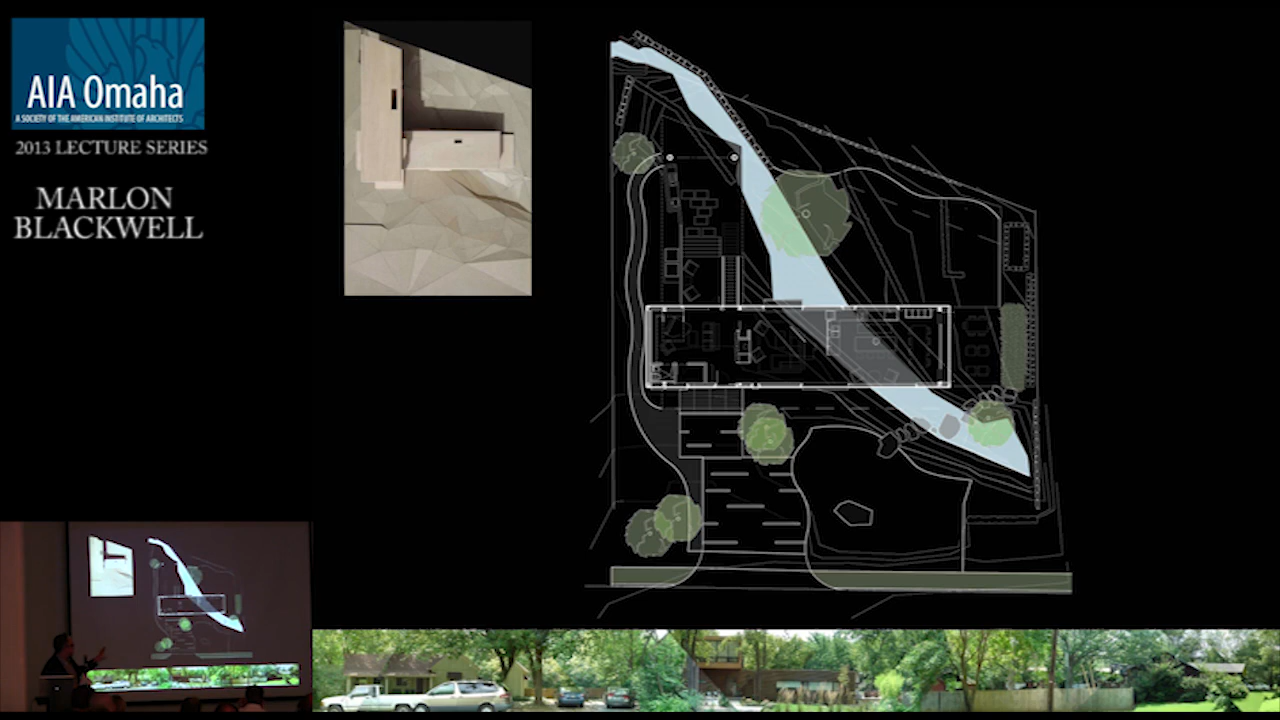 AIA Omaha
A SOCIETY OF THE AMERICAN INSTITUTE OF ARCHITECTS
2013 LECTURE SERIES
MARLON
BLACKWELL